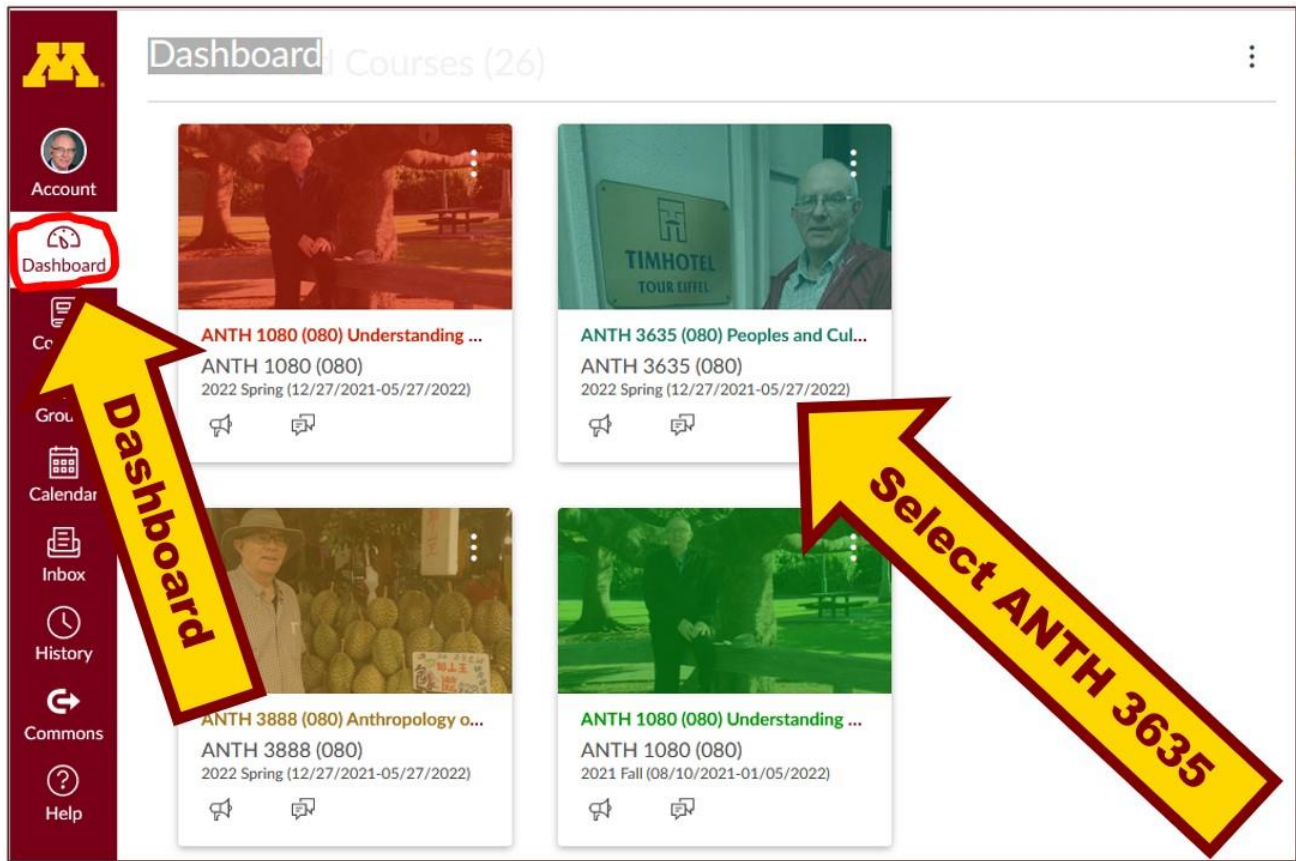 M
Account
Dashboard
Calendar
Inbox
History
Commons
Help
Dashboard
Courses (26)
TIMHOTEL
TOUR EIFFEL
ANTH 1080 (080) Understanding ...
ANTH 1080 (080)
2022 Spring (12/27/2021-05/27/2022)
ANTH 3635 (080) Peoples and Cul...
ANTH 3635 (080)
2022 Spring (12/27/2021-05/27/2022)
Dashboard
Select ANTH 3635
ANTH 3888 (080) Anthropology o...
ANTH 3888 (080)
2022 Spring (12/27/2021-05/27/2022)
ANTH 1080 (080) Understanding ...
ANTH 1080 (080)
2021 Fall (08/10/2021-01/05/2022)